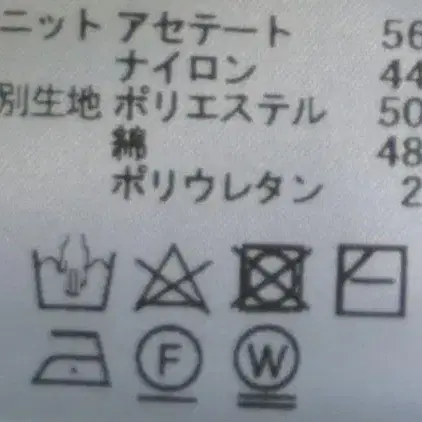 ニット アセテート 56
ナイロン 44
別生地 ポリエステル 50
綿 48
ポリウレタン 2
F W